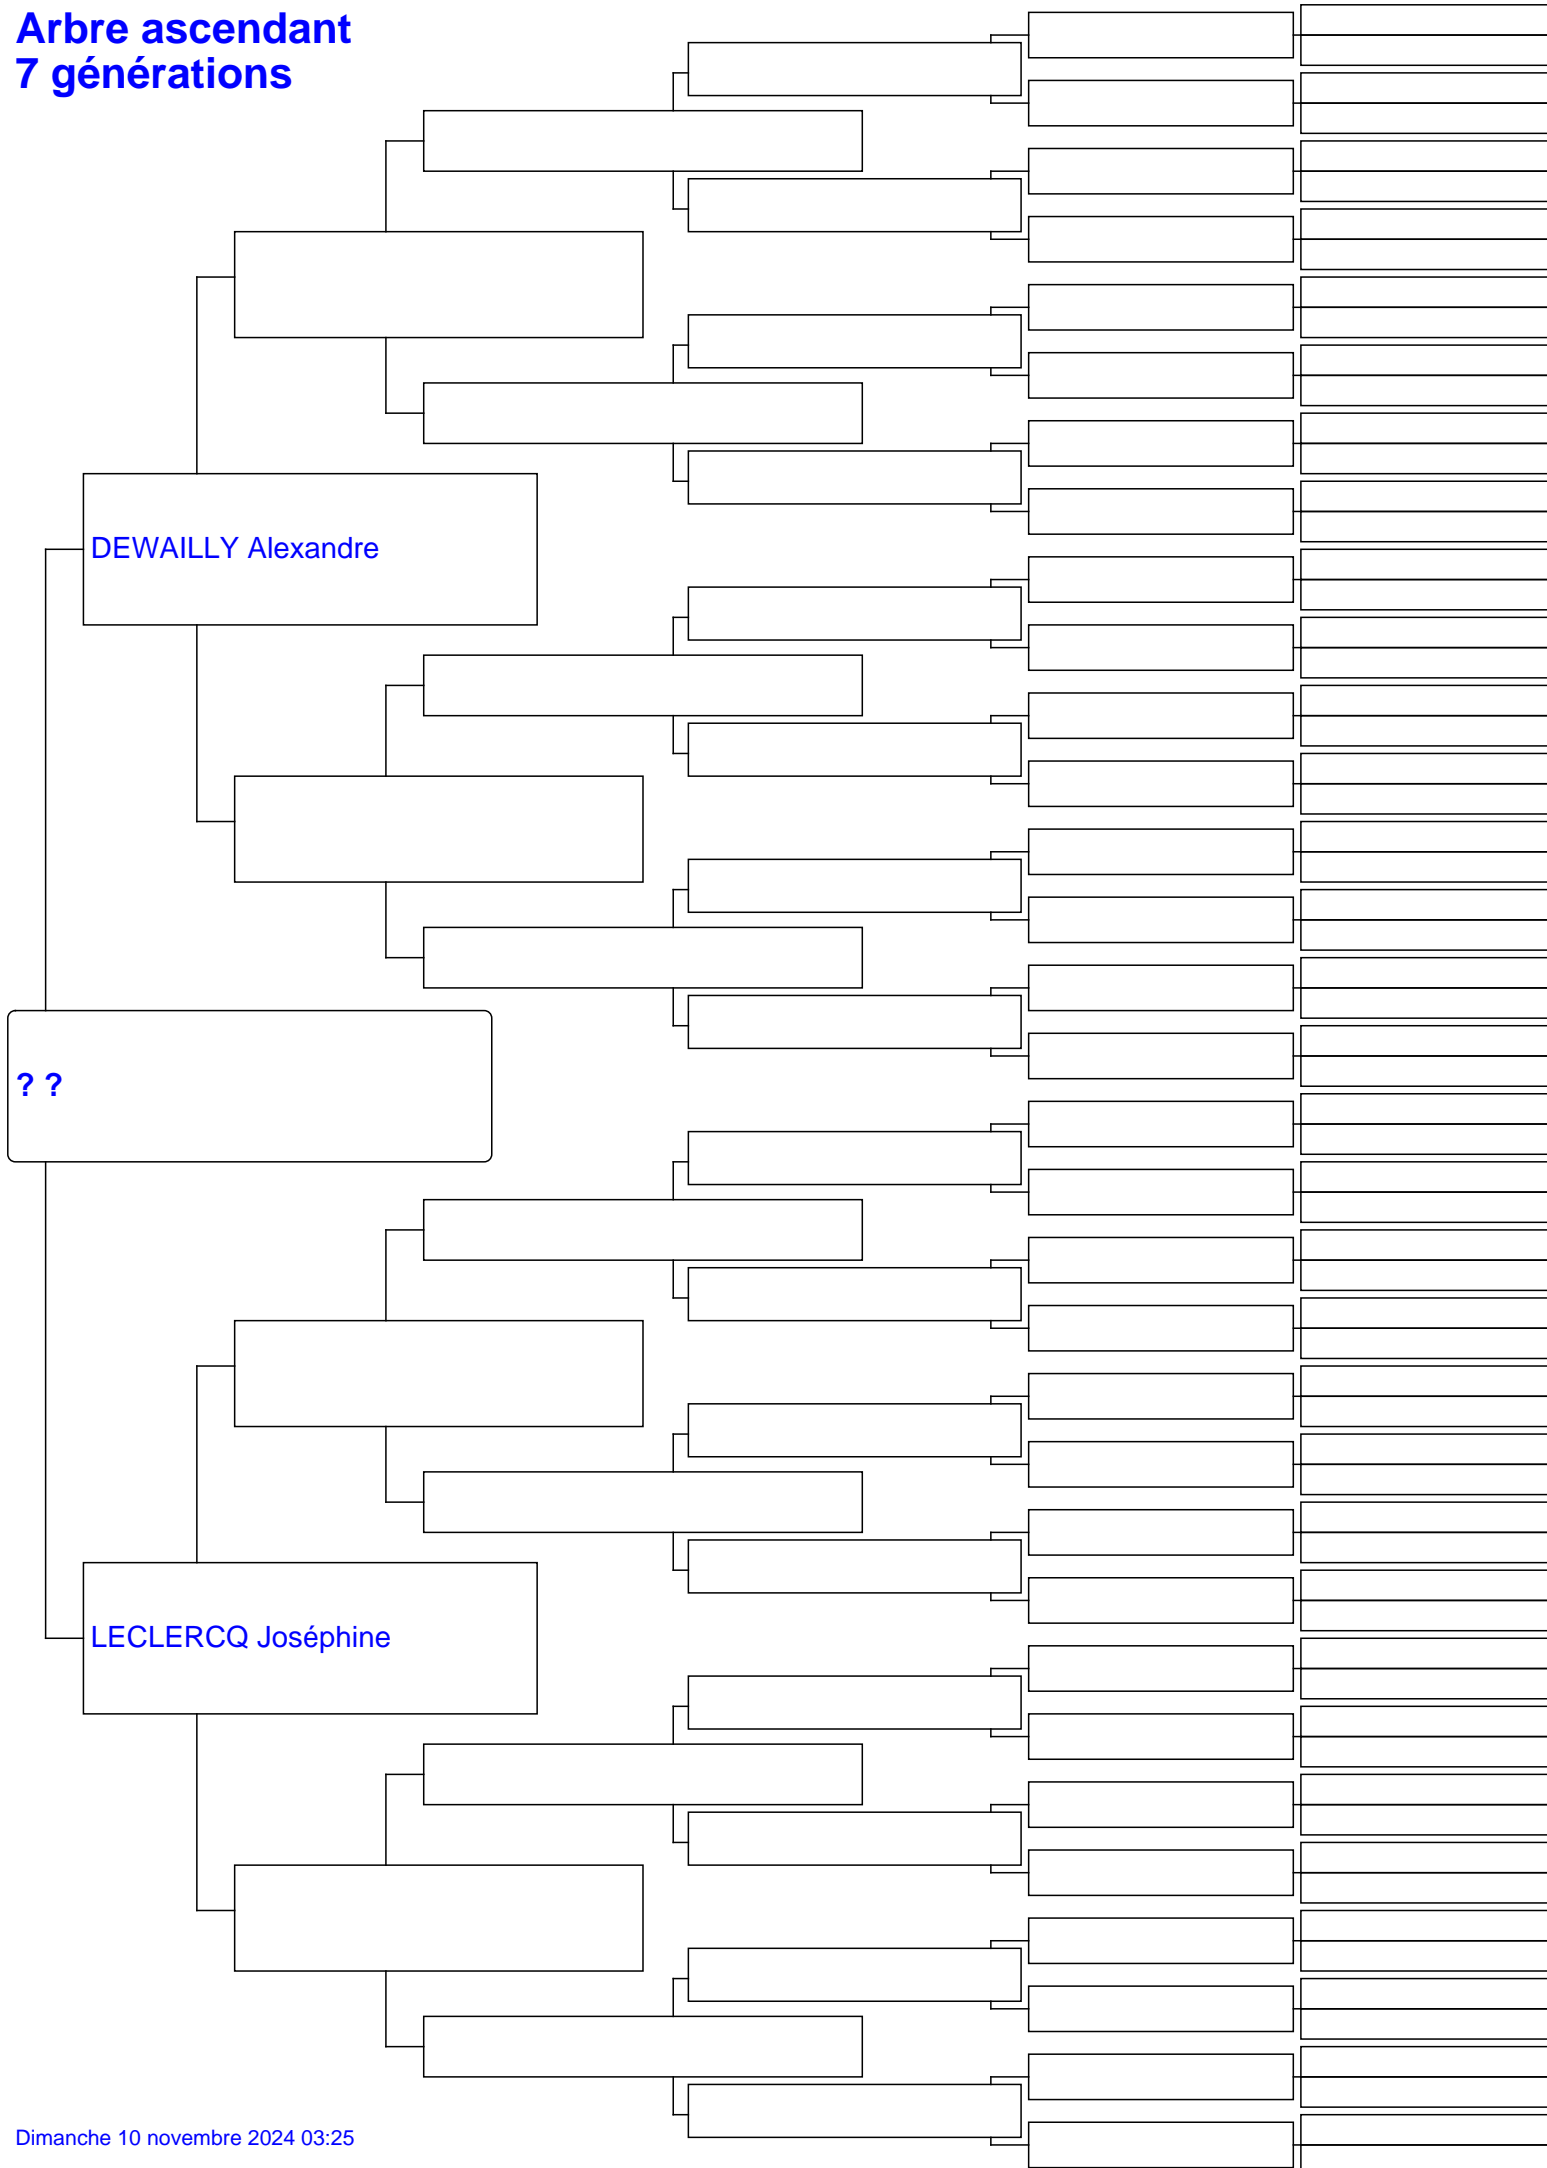 Arbre ascendant
7 générations
DEWAILLY Alexandre
? ?
LECLERCQ Joséphine
Dimanche 10 novembre 2024 03:25